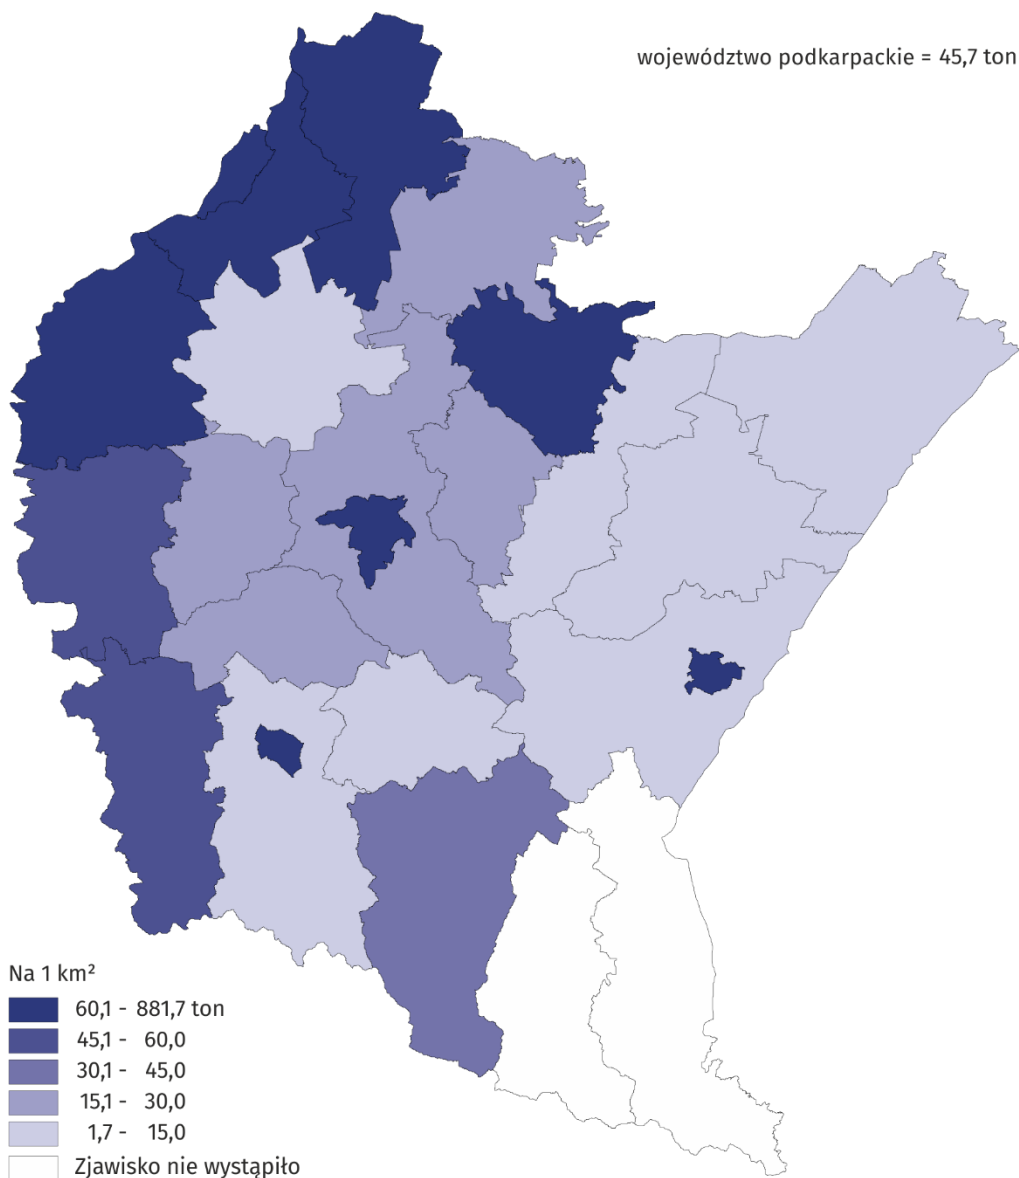 województwo podkarpackie = 45,7 ton
Na 1 km²
60,1 - 881,7 ton
45,1 - 60,0
30,1 - 45,0
15,1 - 30,0
1,7 - 15,0
Zjawisko nie wystąpiło